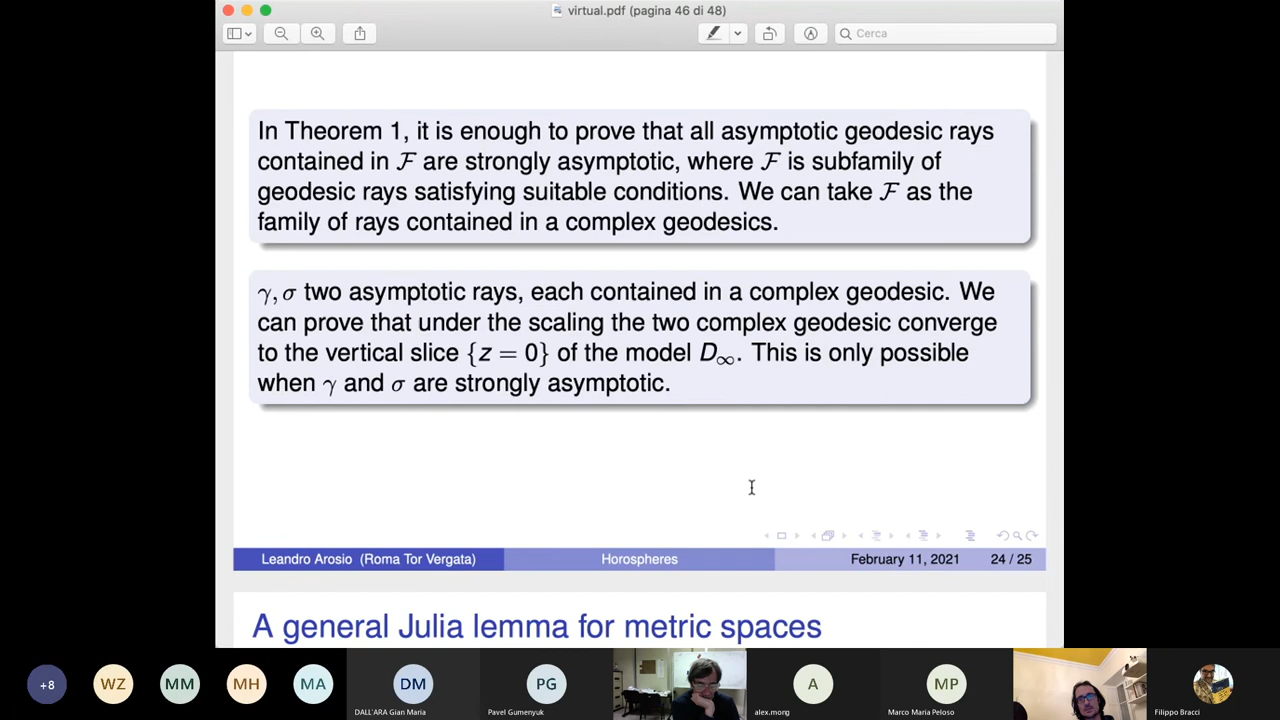 virtual.pdf (pagina 46 di 48)
Cerca
In Theorem 1, it is enough to prove that all asymptotic geodesic rays
contained in ℱ are strongly asymptotic, where ℱ is subfamily of
geodesic rays satisfying suitable conditions. We can take ℱ as the
family of rays contained in a complex geodesics.
γ, σ two asymptotic rays, each contained in a complex geodesic. We
can prove that under the scaling the two complex geodesic converge
to the vertical slice {z = 0} of the model D∞. This is only possible
when γ and σ are strongly asymptotic.
Leandro Arosio (Roma Tor Vergata) Horospheres February 11, 2021 24 / 25
A general Julia lemma for metric spaces
+8 WZ MM MH MA DM PG A MP
DALL'ARA Gian Maria Pavel Gumenyuk alex.mong Marco Maria Peloso Filippo Bracci